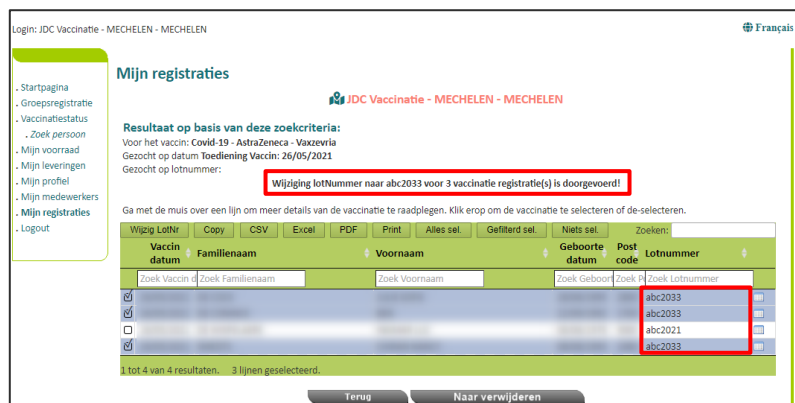 Login: JDC Vaccinatie - MECHELEN - MECHELEN
Français
. Startpagina
. Groepsregistratie
. Vaccinatiestatus
. Zoek persoon
. Mijn voorraad
. Mijn leveringen
. Mijn profiel
. Mijn medewerkers
. Mijn registraties
. Logout
Mijn registraties
JDC Vaccinatie - MECHELEN - MECHELEN
Resultaat op basis van deze zoekcriteria:
Voor het vaccin: Covid-19 - AstraZeneca - Vaxzevria
Gezocht op datum Toediening Vaccin: 26/05/2021
Gezocht op lotnummer:
Wijziging lotNummer naar abc2033 voor 3 vaccinatie registratie(s) is doorgevoerd!
Ga met de muis over een lijn om meer details van de vaccinatie te raadplegen. Klik erop om de vaccinatie te selecteren of de-selecteren.
Wijzig LotNr Copy CSV Excel PDF Print Alles sel. Gefilterd sel. Niets sel. Zoeken:
Vaccin datum Familienaam Voornaam Geboorte datum Post code Lotnummer
Zoek Vaccin d Zoek Familienaam Zoek Voornaam Zoek Geboort Zoek Zoek Lotnummer
abc2033
abc2033
abc2021
abc2033
1 tot 4 van 4 resultaten. 3 lijnen geselecteerd.
Terug Naar verwijderen